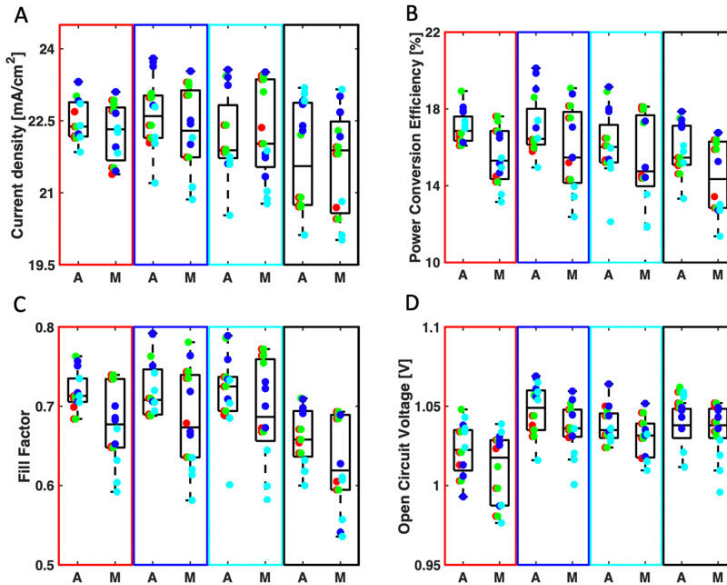 A
Current density [mA/cm²]
24
22.5
21
19.5
A M A M A M A M
B
Power Conversion Efficiency [%]
22
18
14
10
A M A M A M A M
C
Fill Factor
0.8
0.7
0.6
0.5
A M A M A M A M
D
Open Circuit Voltage [V]
1.1
1.05
1
0.95
A M A M A M A M